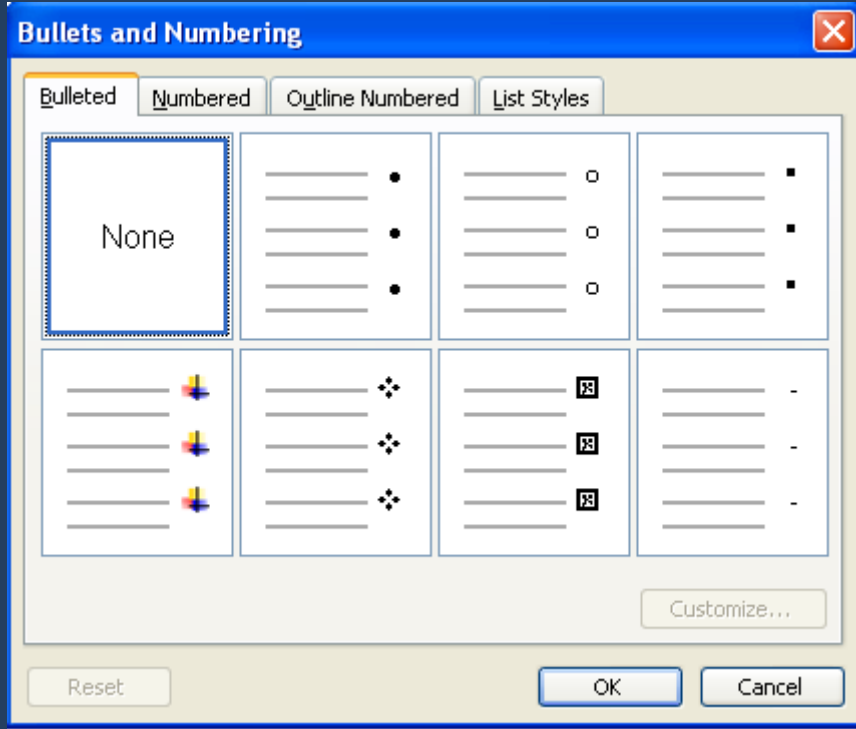 Bullets and Numbering
Bulleted Numbered Outline Numbered List Styles
None
Customize...
Reset OK Cancel